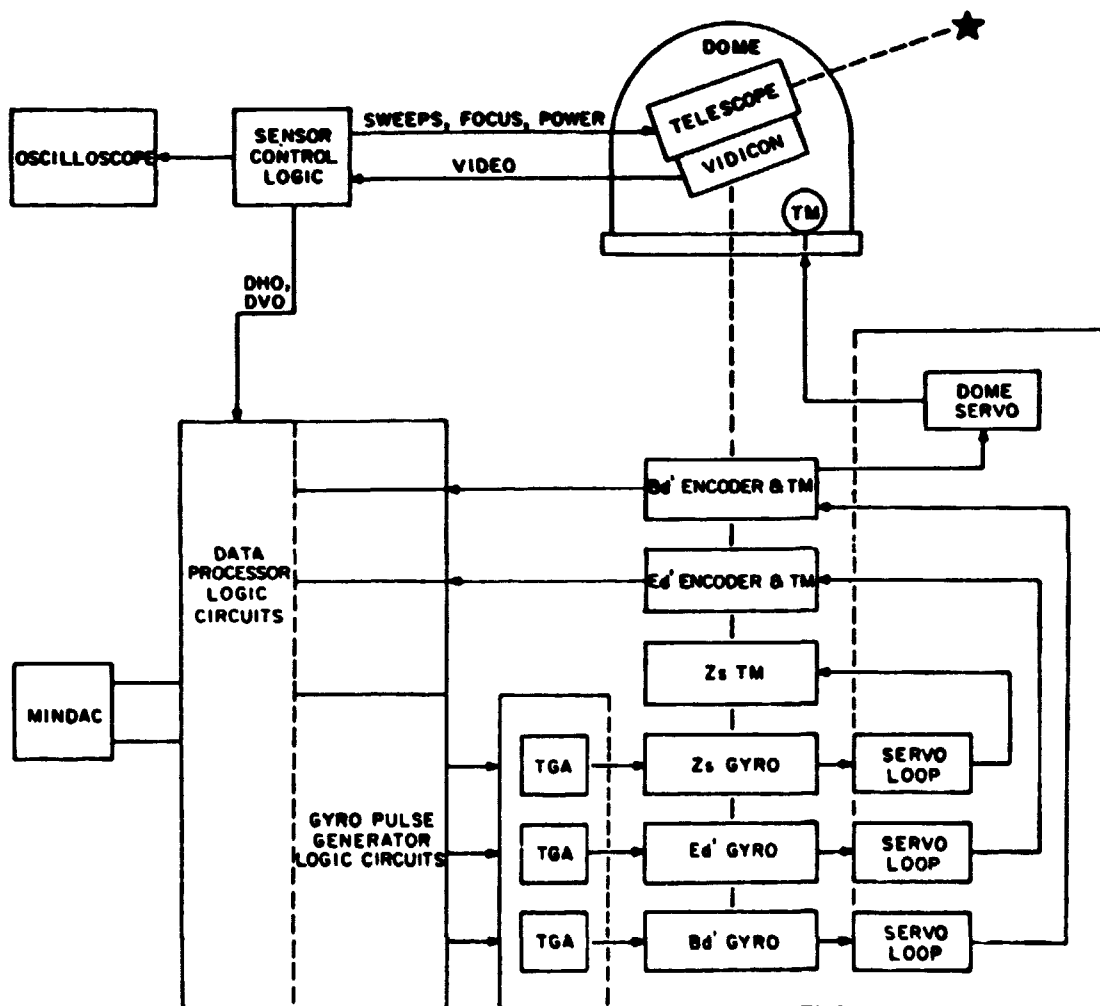 DOME
TELESCOPE
VIDICON
TM
OSCILLOSCOPE
SENSOR
CONTROL
LOGIC
SWEEPS, FOCUS, POWER
VIDEO
DHO,
DVO
DOME
SERVO
Bd' ENCODER & TM
Ed' ENCODER & TM
DATA
PROCESSOR
LOGIC
CIRCUITS
Zs TM
MINDAC
TGA
Zs GYRO
SERVO
LOOP
GYRO PULSE
GENERATOR
LOGIC CIRCUITS
TGA
Ed' GYRO
SERVO
LOOP
TGA
Bd' GYRO
SERVO
LOOP